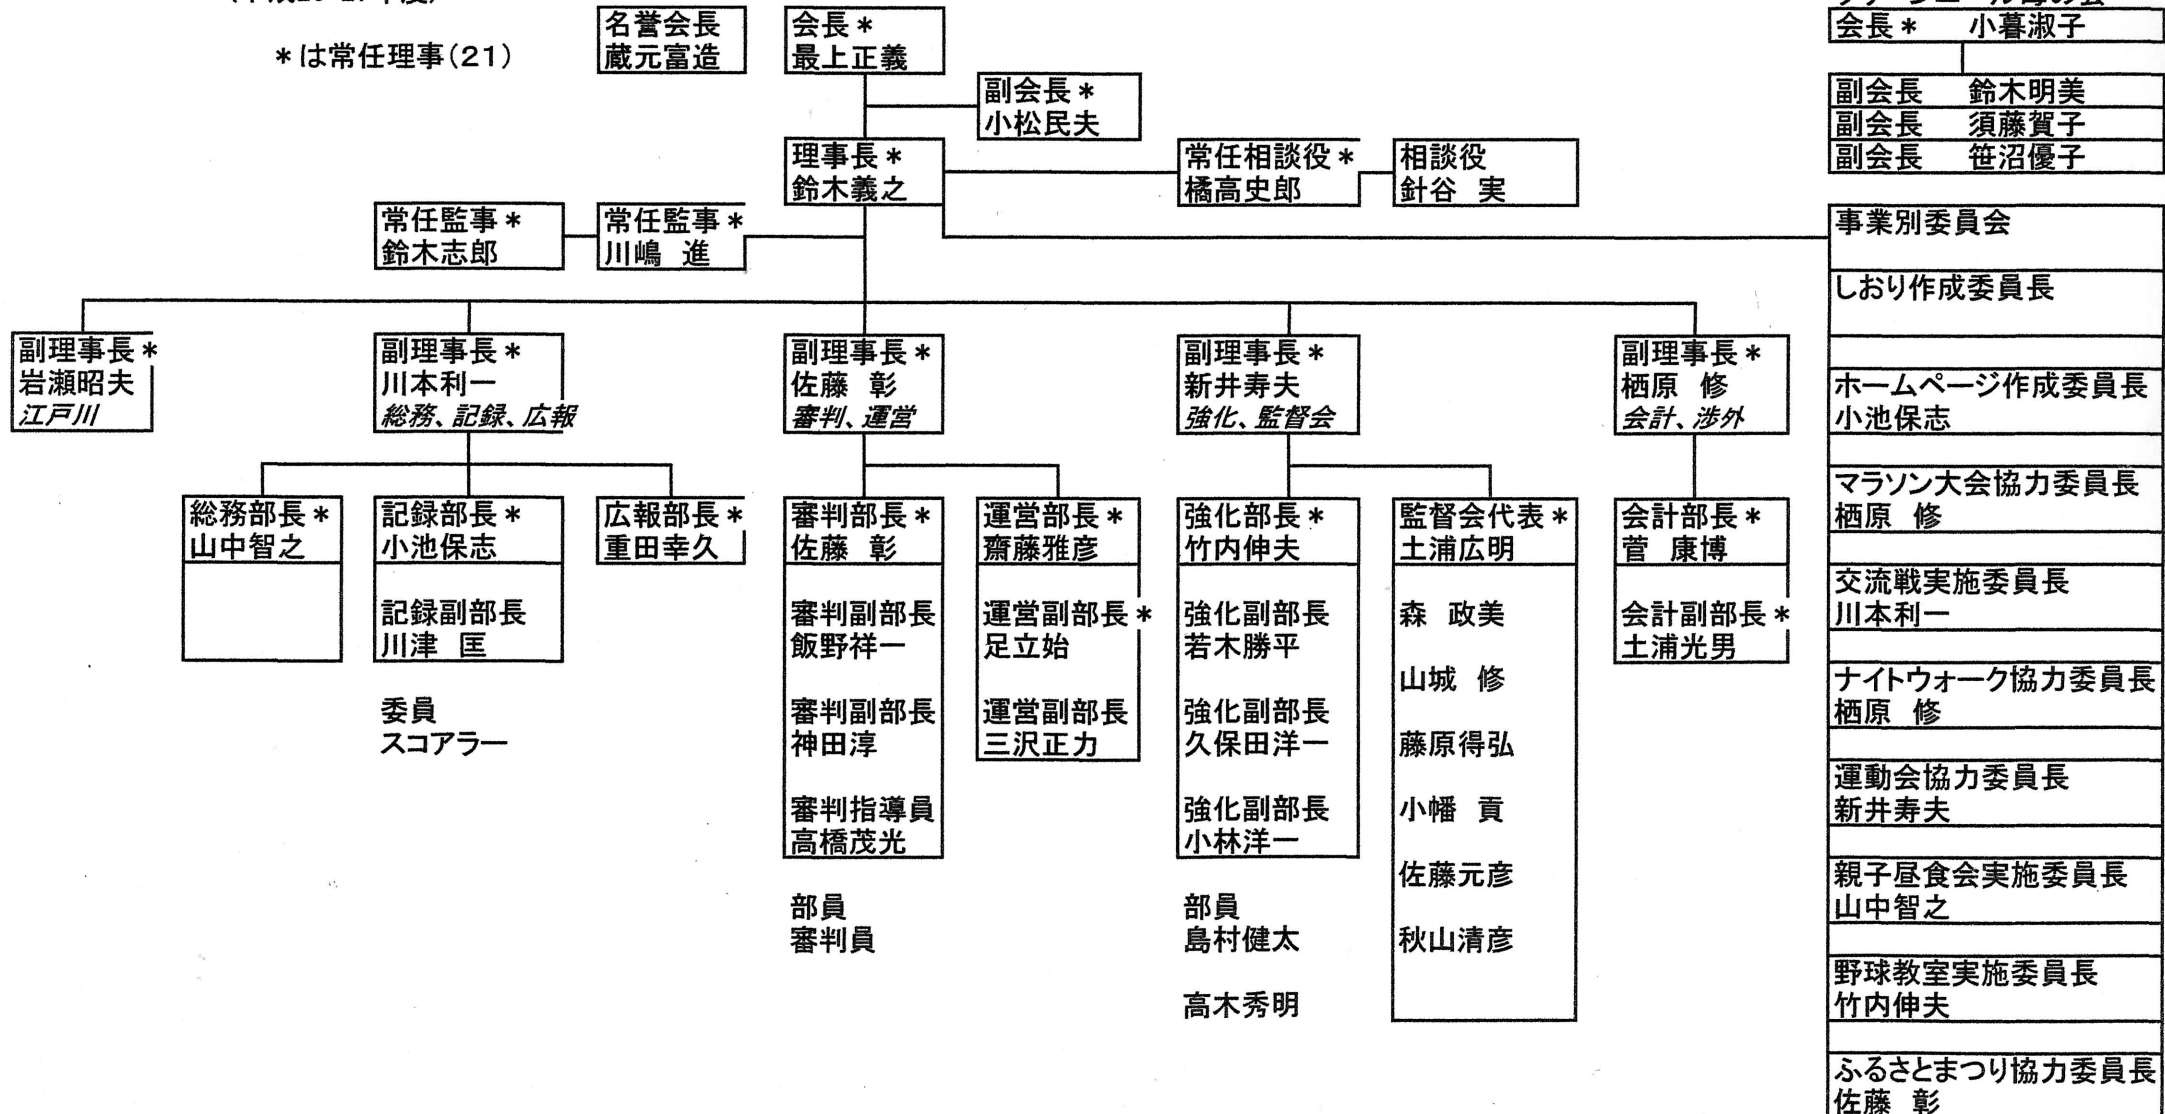 *は常任理事(21)
名誉会長
蔵元富造
会長*
最上正義
副会長*
小松民夫
理事長*
鈴木義之
常任相談役*
橘高史郎
相談役
針谷 実
常任監事*
鈴木志郎
常任監事*
川嶋 進
会長* 小暮淑子
副会長 鈴木明美
副会長 須藤賀子
副会長 笹沼優子
副理事長*
岩瀬昭夫
江戸川
副理事長*
川本利一
総務、記録、広報
副理事長*
佐藤 彰
審判、運営
副理事長*
新井寿夫
強化、監督会
副理事長*
栖原 修
会計、渉外
総務部長*
山中智之
記録部長*
小池保志
記録副部長
川津 匡
委員
スコアラー
広報部長*
重田幸久
審判部長*
佐藤 彰
審判副部長
飯野祥一
審判副部長
神田淳
審判指導員
高橋茂光
部員
審判員
運営部長*
齋藤雅彦
運営副部長*
足立始
運営副部長
三沢正力
強化部長*
竹内伸夫
強化副部長
若木勝平
強化副部長
久保田洋一
強化副部長
小林洋一
部員
島村健太
高木秀明
監督会代表*
土浦広明
森 政美
山城 修
藤原得弘
小幡 貢
佐藤元彦
秋山清彦
会計部長*
菅 康博
会計副部長*
土浦光男
事業別委員会
しおり作成委員長
ホームページ作成委員長
小池保志
マラソン大会協力委員長
栖原 修
交流戦実施委員長
川本利一
ナイトウォーク協力委員長
栖原 修
運動会協力委員長
新井寿夫
親子昼食会実施委員長
山中智之
野球教室実施委員長
竹内伸夫
ふるさとまつり協力委員長
佐藤 彰